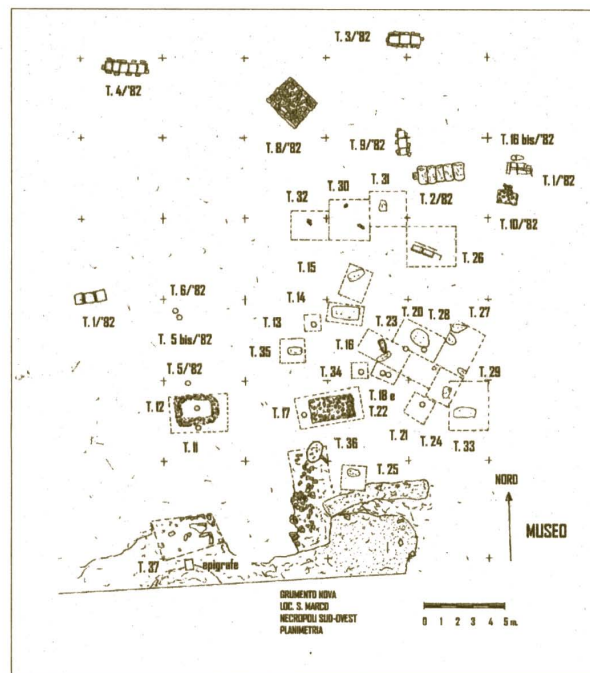 T. 3/'82
T. 4/'82
T. 8/'82
T. 9/'82
T. 16 bis/'82
T. 1/'82
T. 2/82
T. 10/'82
T. 30
T. 31
T. 32
T. 26
T. 15
T. 6/'82
T. 1/'82
T. 5 bis/'82
T. 14
T. 13
T. 35
T. 16
T. 23
T. 20
T. 28
T. 27
T. 5/'82
T. 34
T. 29
T. 12
T. 17
T. 18 e
T. 22
T. 21
T. 24
T. 33
T. 11
T. 36
T. 25
NORD
MUSEO
T. 37
epigrafe
GRUMENTO NOVA
LOC. S. MARCO
NECROPOLI SUD-OVEST
PLANIMETRIA
0 1 2 3 4 5 m.